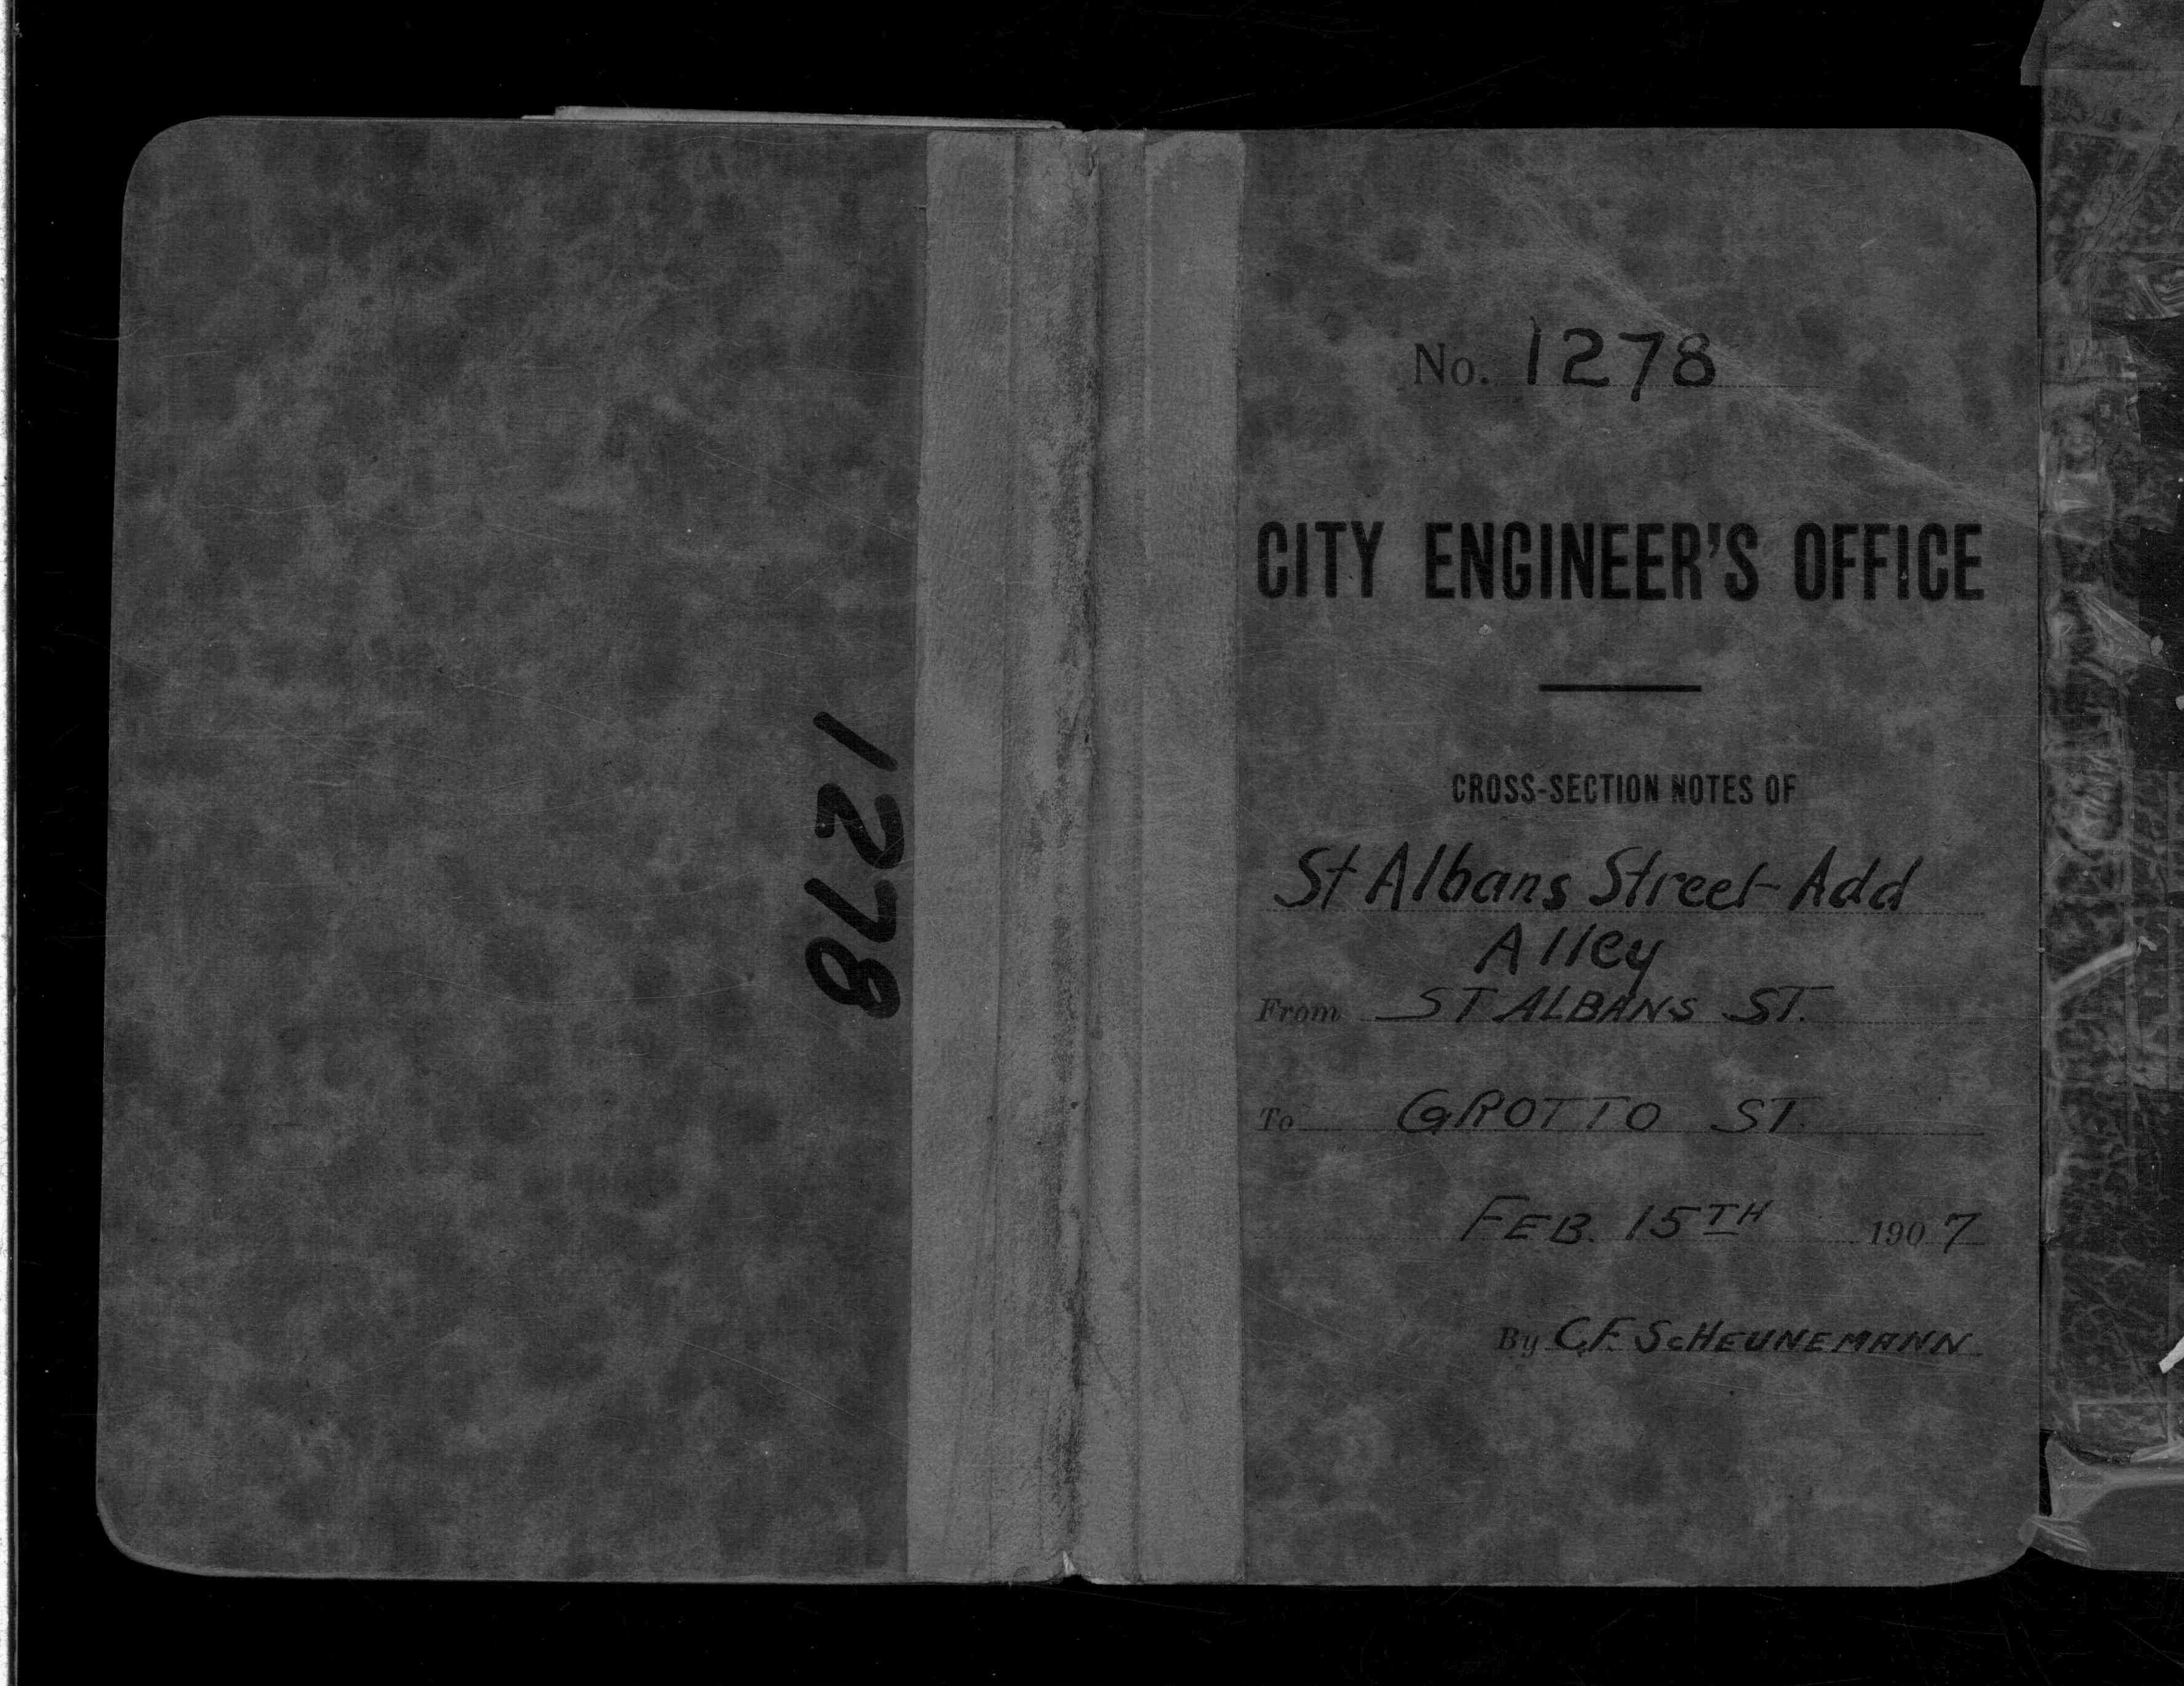 1278
No. 1278
CITY ENGINEER'S OFFICE
CROSS-SECTION NOTES OF
St Albans Street Add
Alley
From ST ALBANS ST.
To GROTTO ST.
FEB. 15TH 1907
By C.F. SCHEUNEMANN